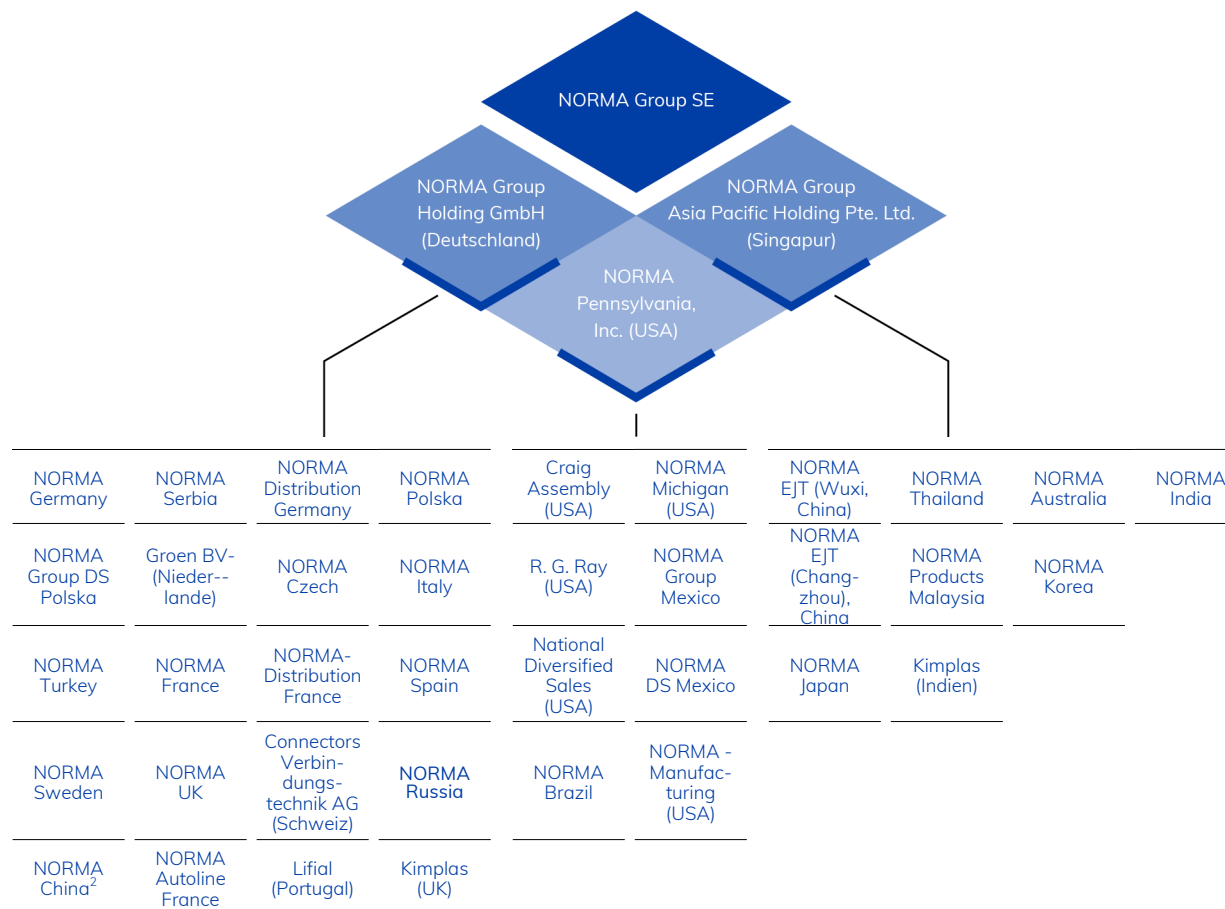 NORMA Group SE
NORMA Group
Holding GmbH
(Deutschland)
NORMA Group
Asia Pacific Holding Pte. Ltd.
(Singapur)
NORMA
Pennsylvania,
Inc. (USA)
NORMA
Germany
NORMA
Serbia
NORMA
Distribution
Germany
NORMA
Polska
Craig
Assembly
(USA)
NORMA
Michigan
(USA)
NORMA
EJT (Wuxi,
China)
NORMA
Thailand
NORMA
Australia
NORMA
India
NORMA
Group DS
Polska
Groen BV-
(Nieder--
lande)
NORMA
Czech
NORMA
Italy
R. G. Ray
(USA)
NORMA
Group
Mexico
NORMA
EJT
(Chang-
zhou),
China
NORMA
Products
Malaysia
NORMA
Korea
NORMA
Turkey
NORMA
France
NORMA-
Distribution
France
NORMA
Spain
National
Diversified
Sales
(USA)
NORMA
DS Mexico
NORMA
Japan
Kimplas
(Indien)
NORMA
Sweden
NORMA
UK
Connectors
Verbin-
dungs-
technik AG
(Schweiz)
NORMA
Russia
NORMA
Brazil
NORMA -
Manufac-
turing
(USA)
NORMA
China²
NORMA
Autoline
France
Lifial
(Portugal)
Kimplas
(UK)